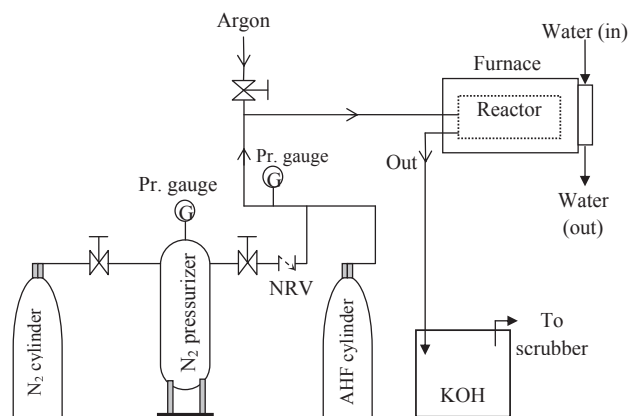 Argon
Water (in)
Furnace
Reactor
Pr. gauge
Out
Pr. gauge
G
G
Water
(out)
NRV
N2 cylinder
N2 pressurizer
AHF cylinder
To
scrubber
KOH